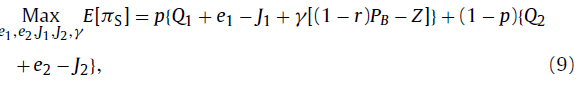 Max E[π_S] = p{Q_1 + e_1 − J_1 + γ[(1 − r)P_B − Z]} + (1 − p){Q_2
e_1, e_2 J_1 J_2, γ
+ e_2 − J_2}, (9)